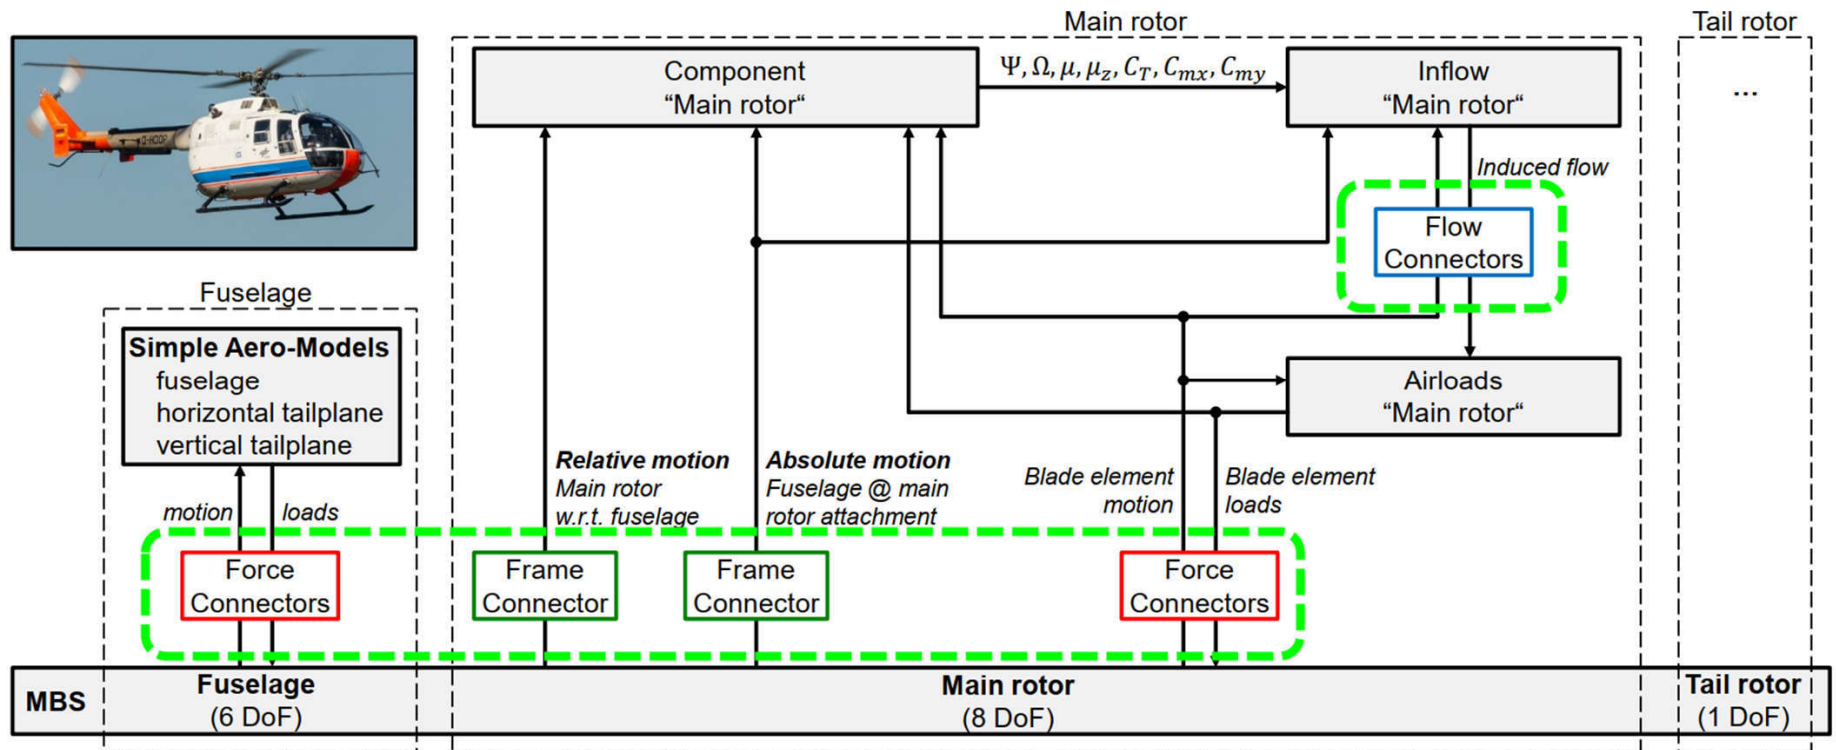 Main rotor
Tail rotor
Component
“Main rotor“
Ψ, Ω, μ, μz, CT, Cmx, Cmy
Inflow
“Main rotor“
...
Induced flow
Flow
Connectors
Fuselage
Simple Aero-Models
fuselage
horizontal tailplane
vertical tailplane
Airloads
“Main rotor“
motion
loads
Relative motion
Main rotor
w.r.t. fuselage
Absolute motion
Fuselage @ main
rotor attachment
Blade element
motion
Blade element
loads
Force
Connectors
Frame
Connector
Frame
Connector
Force
Connectors
MBS
Fuselage
(6 DoF)
Main rotor
(8 DoF)
Tail rotor
(1 DoF)